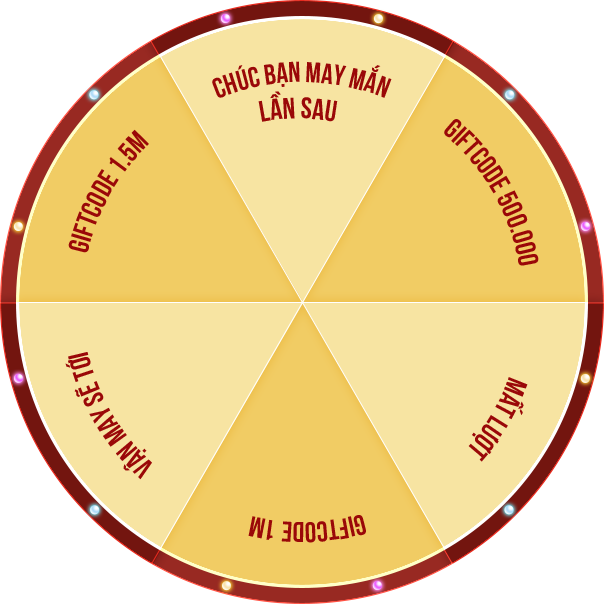 CHÚC BẠN MAY MẮN
LẦN SAU
GIFTCODE 500.000
MẤT LƯỢT
GIFTCODE 1M
VẬN MAY SẼ TỚI
GIFTCODE 1.5M